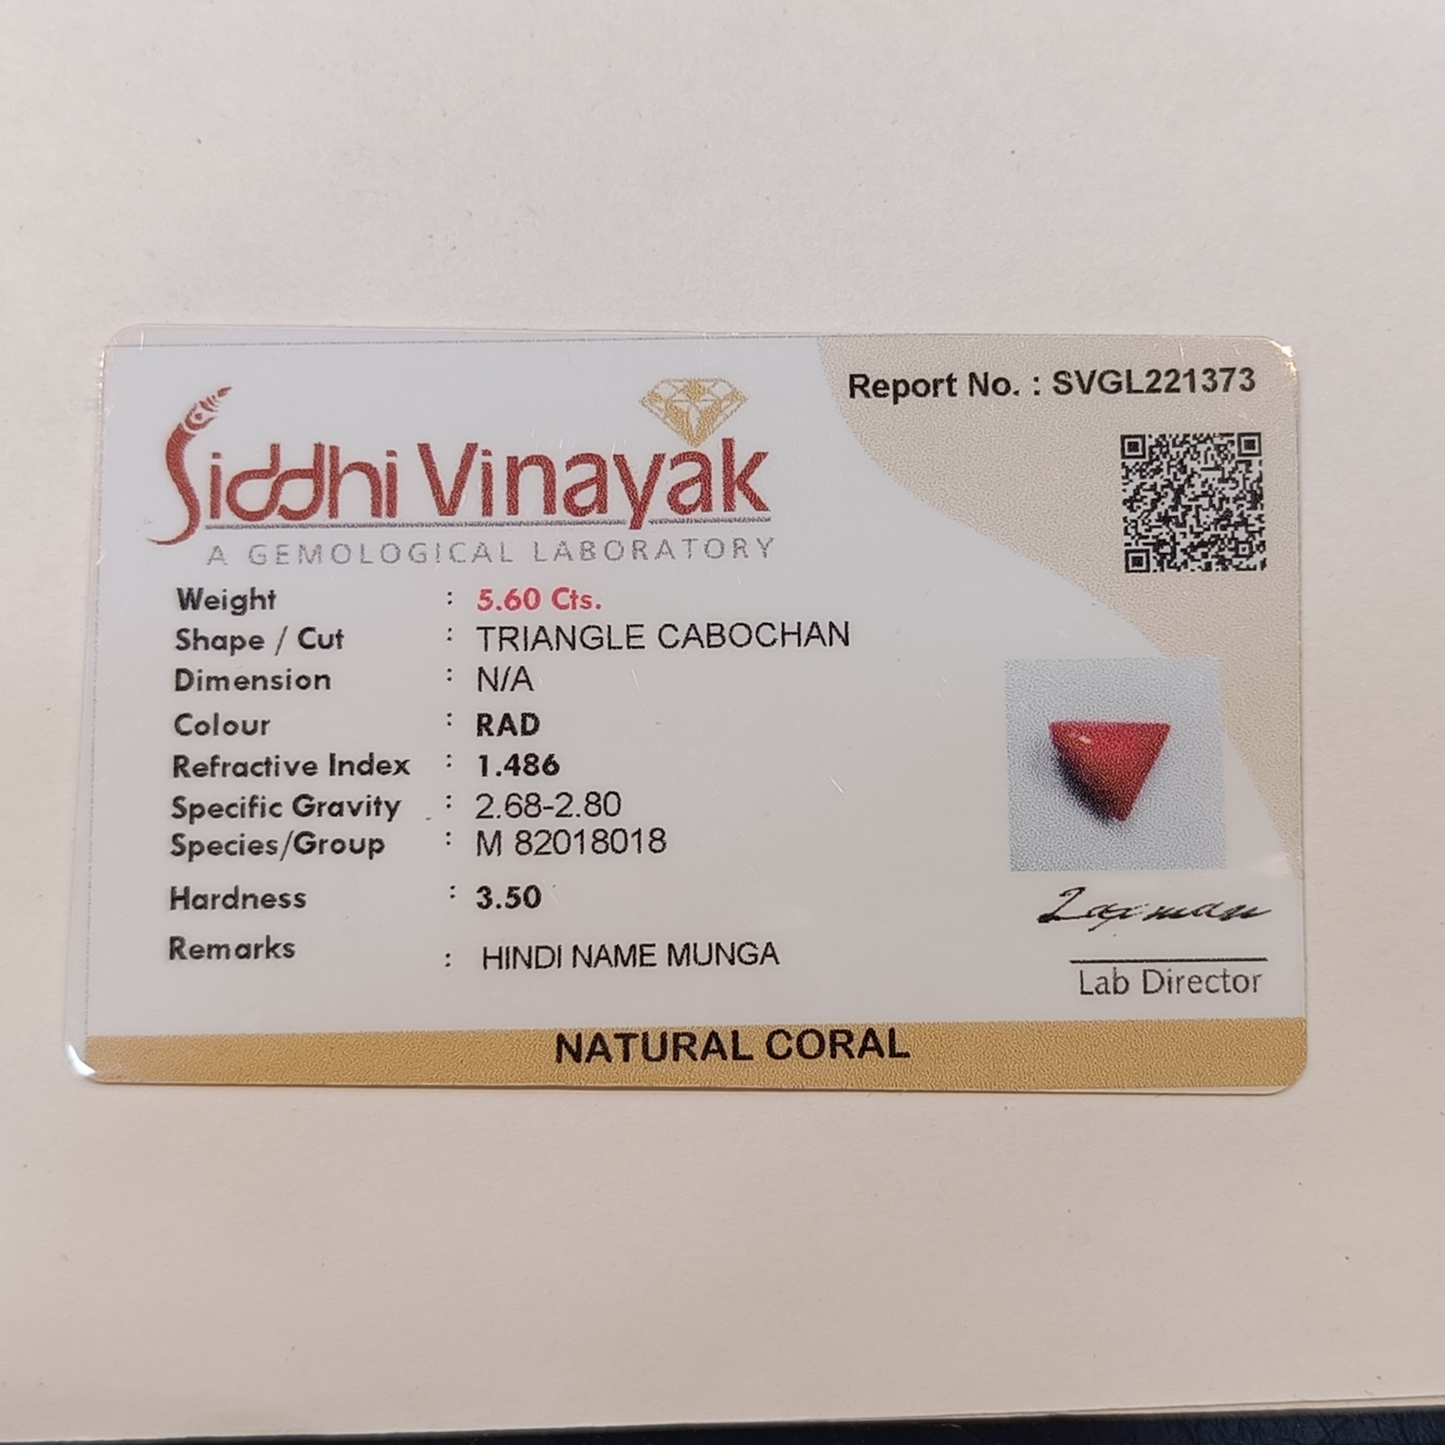 Report No. : SVGL221373
Siddhi Vinayak
A GEMOLOGICAL LABORATORY
Weight : 5.60 Cts.
Shape / Cut : TRIANGLE CABOCHAN
Dimension : N/A
Colour : RAD
Refractive Index : 1.486
Specific Gravity : 2.68-2.80
Species/Group : M 82018018
Hardness : 3.50
Remarks : HINDI NAME MUNGA
Laxman
Lab Director
NATURAL CORAL